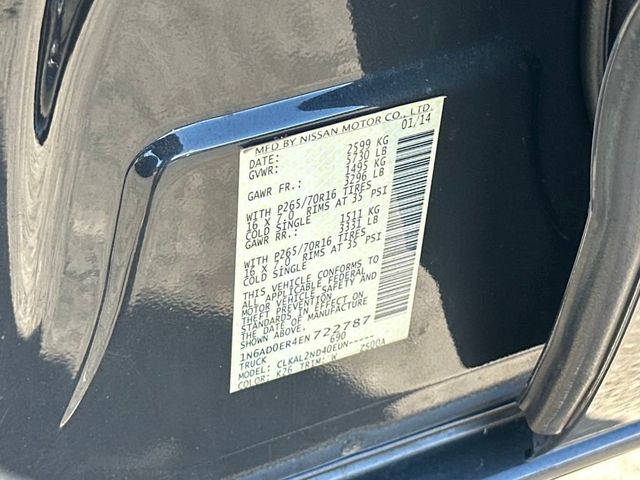 MFD BY NISSAN MOTOR CO., LTD.
DATE: 01/14
GVWR: 2599 KG
5730 LB
GAWR FR.: 1495 KG
3296 LB
WITH P265/70R16 TIRES
16 X 7.0 RIMS AT 35 PSI
COLD SINGLE
GAWR RR.: 1511 KG
3331 LB
WITH P265/70R16 TIRES
16 X 7.0 RIMS AT 35 PSI
COLD SINGLE
THIS VEHICLE CONFORMS TO
ALL APPLICABLE FEDERAL
MOTOR VEHICLE SAFETY AND
THEFT PREVENTION
STANDARDS IN EFFECT ON
THE DATE OF MANUFACTURE
SHOWN ABOVE.
1N6AD0ER4EN722787
TRUCK 690
MODEL: CLKAL2ND40EUN-----
COLOR: K26 TRIM: K 7500A